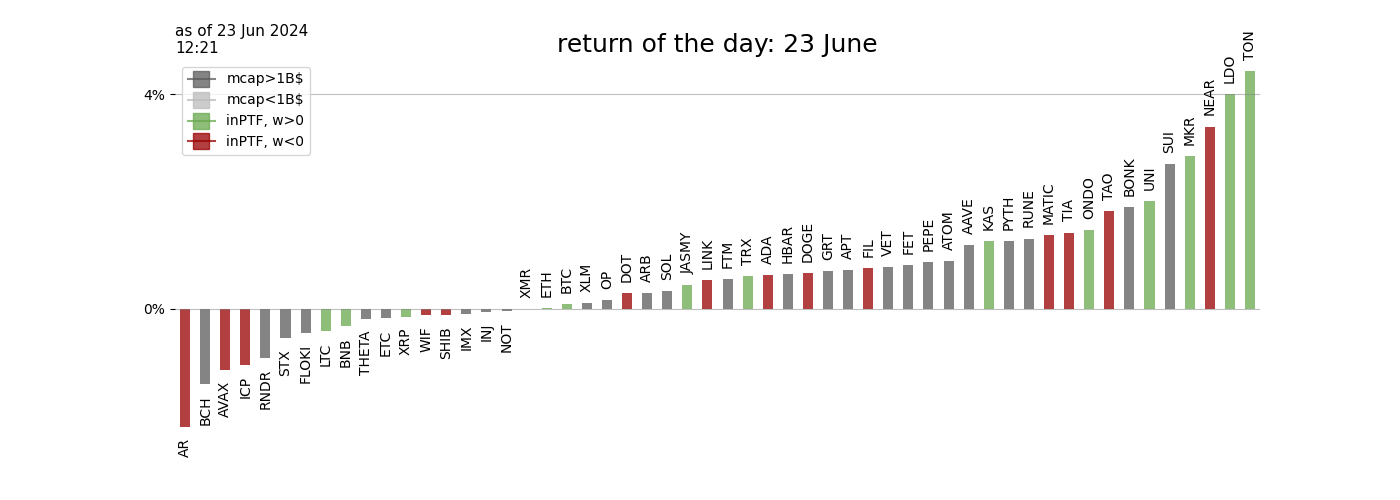 as of 23 Jun 2024
12:21
return of the day: 23 June
mcap>1B$
mcap<1B$
inPTF, w>0
inPTF, w<0
4%
0%
AR
BCH
AVAX
ICP
RNDR
STX
FLOKI
LTC
BNB
THETA
ETC
XRP
WIF
SHIB
IMX
INJ
NOT
XMR
ETH
BTC
XLM
OP
DOT
ARB
SOL
JASMY
LINK
FTM
TRX
ADA
HBAR
DOGE
GRT
APT
FIL
VET
FET
PEPE
ATOM
AAVE
KAS
PYTH
RUNE
MATIC
TIA
ONDO
TAO
BONK
UNI
SUI
MKR
NEAR
LDO
TON